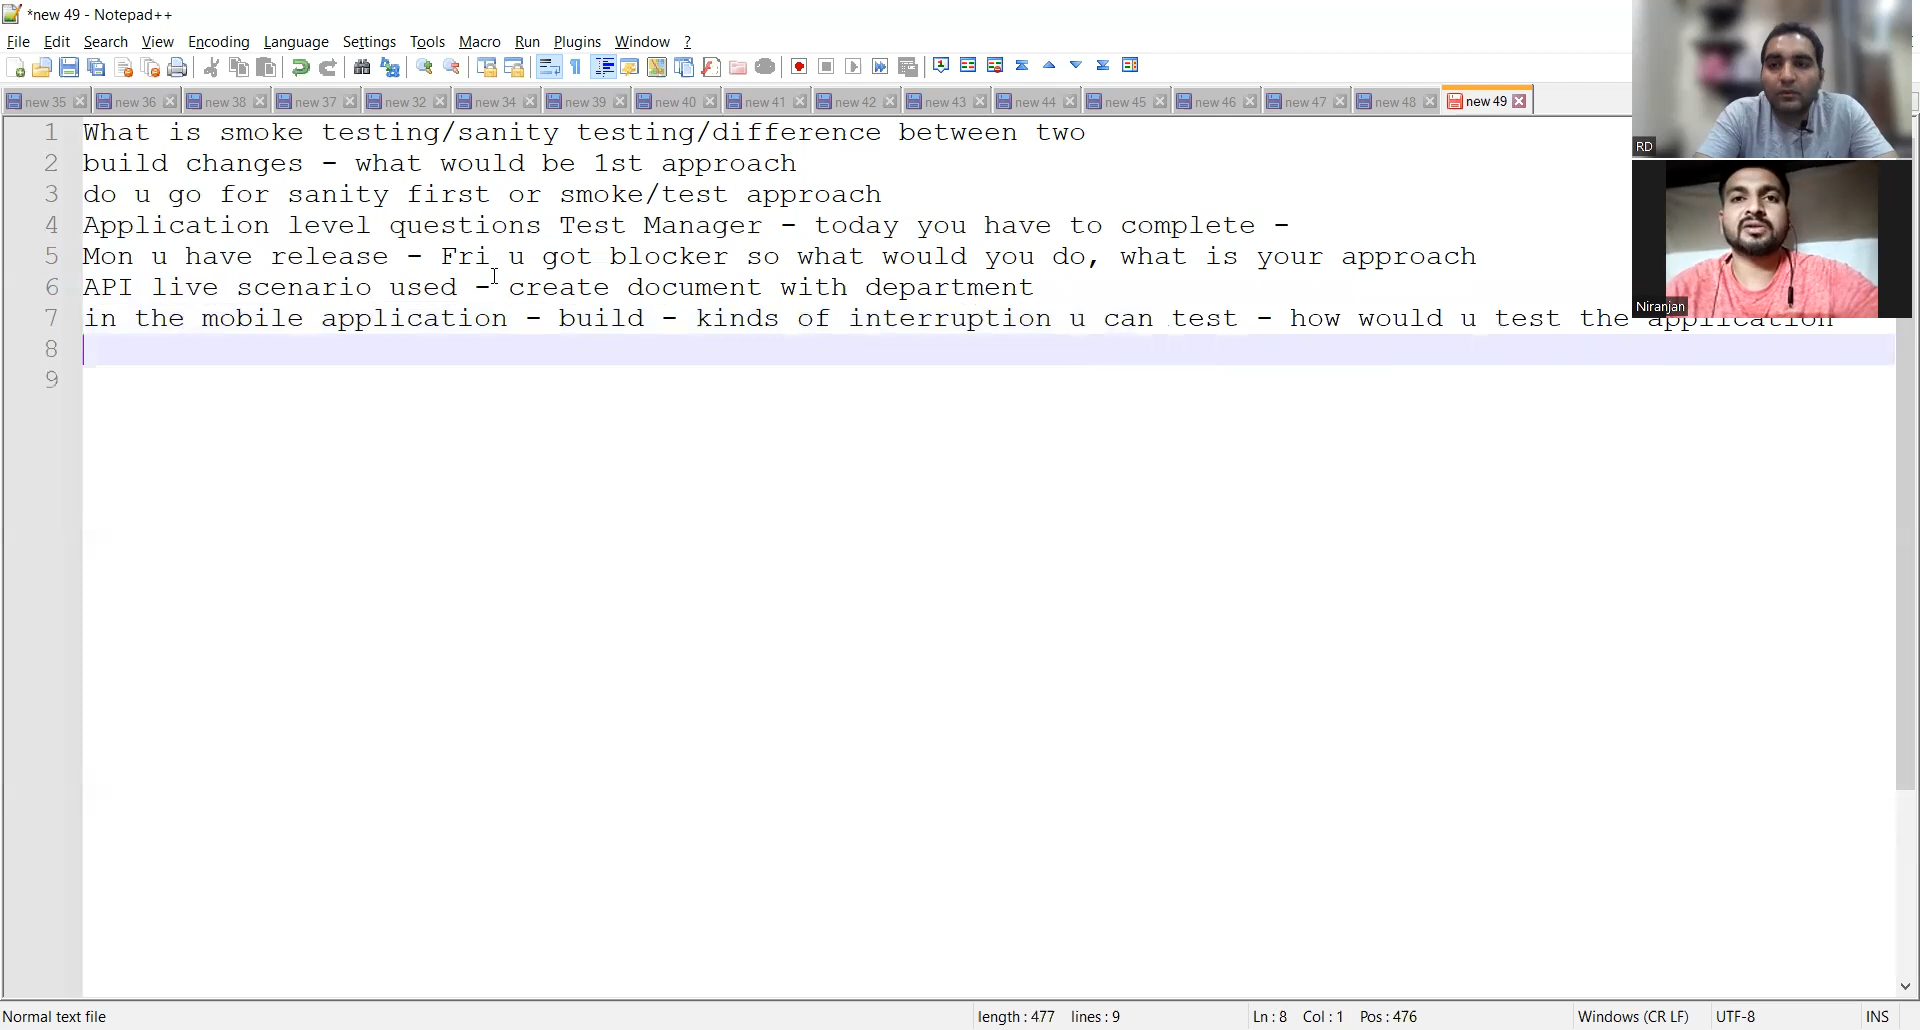 *new 49 - Notepad++
File Edit Search View Encoding Language Settings Tools Macro Run Plugins Window ?
new 35 new 36 new 38 new 37 new 32 new 34 new 39 new 40 new 41 new 42 new 43 new 44 new 45 new 46 new 47 new 48 new 49
1 What is smoke testing/sanity testing/difference between two
2 build changes - what would be 1st approach
3 do u go for sanity first or smoke/test approach
4 Application level questions Test Manager - today you have to complete -
5 Mon u have release - Fri u got blocker so what would you do, what is your approach
6 API live scenario used - create document with department
7 in the mobile application - build - kinds of interruption u can test - how would u test the application
8
9
RD
Niranjan
Normal text file length : 477 lines : 9 Ln : 8 Col : 1 Pos : 476 Windows (CR LF) UTF-8 INS